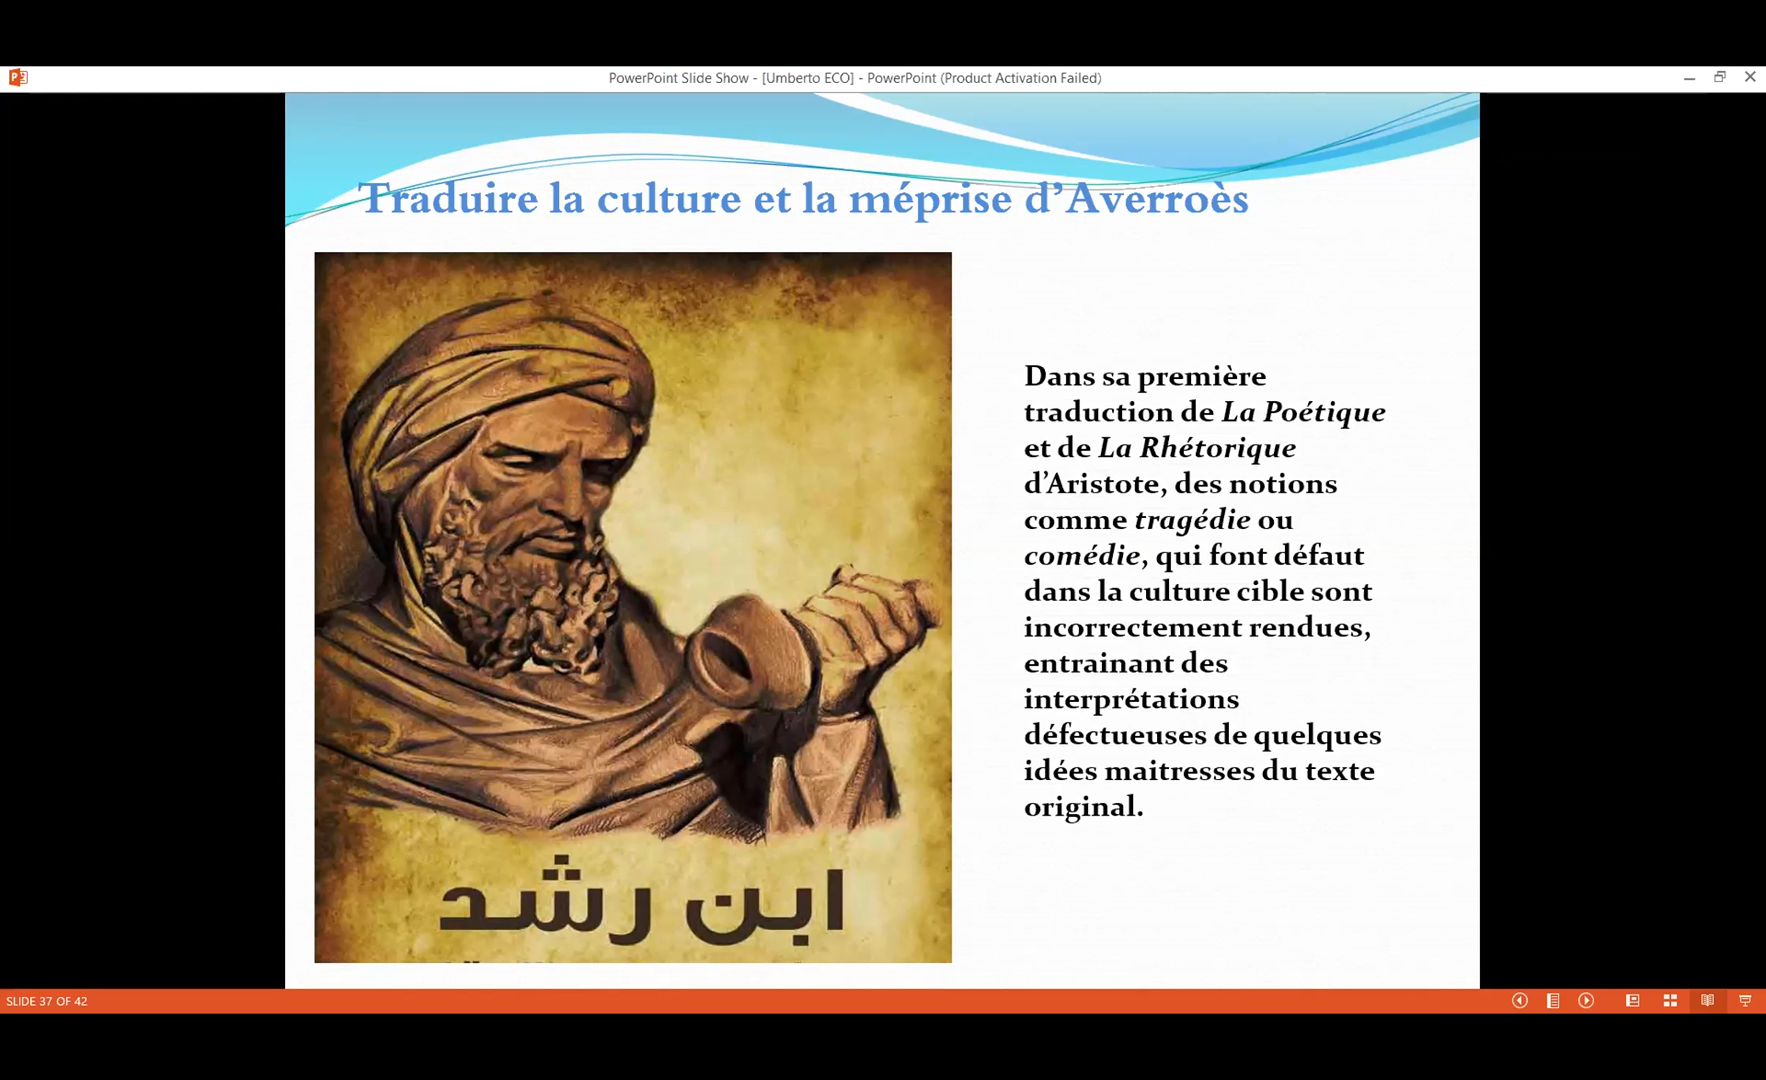 PowerPoint Slide Show - [Umberto ECO] - PowerPoint (Product Activation Failed)
Traduire la culture et la méprise d’Averroès
Dans sa première
traduction de La Poétique
et de La Rhétorique
d’Aristote, des notions
comme tragédie ou
comédie, qui font défaut
dans la culture cible sont
incorrectement rendues,
entrainant des
interprétations
défectueuses de quelques
idées maitresses du texte
original.
ابن رشد
SLIDE 37 OF 42